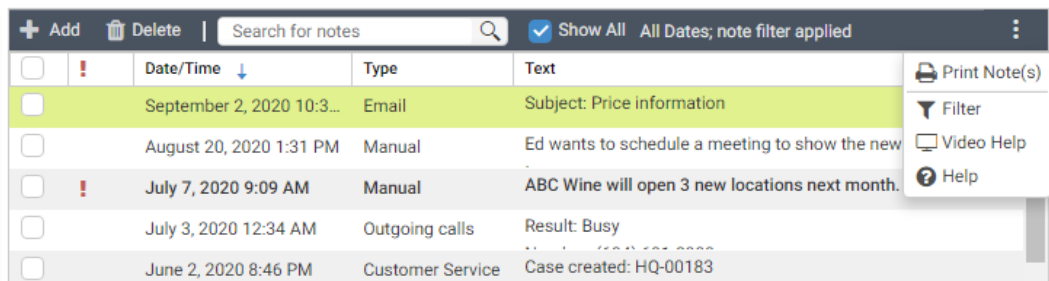 Add Delete | Search for notes Show All All Dates; note filter applied
! Date/Time ↓ Type Text
Print Note(s)
September 2, 2020 10:3... Email Subject: Price information
Filter
August 20, 2020 1:31 PM Manual Ed wants to schedule a meeting to show the new
Video Help
! July 7, 2020 9:09 AM Manual ABC Wine will open 3 new locations next month.
Help
July 3, 2020 12:34 AM Outgoing calls Result: Busy
June 2, 2020 8:46 PM Customer Service Case created: HQ-00183